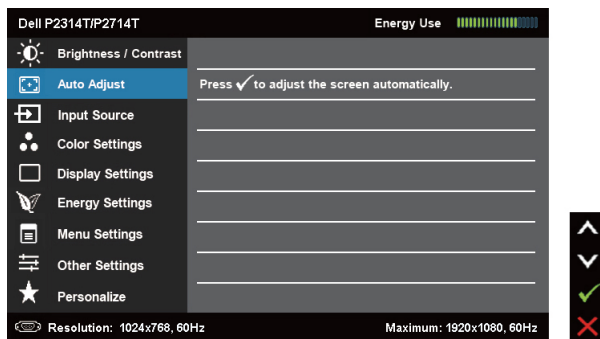 Dell P2314T/P2714T Energy Use
Brightness / Contrast
Auto Adjust Press ✓ to adjust the screen automatically.
Input Source
Color Settings
Display Settings
Energy Settings
Menu Settings
Other Settings
Personalize
Resolution: 1024x768, 60Hz Maximum: 1920x1080, 60Hz